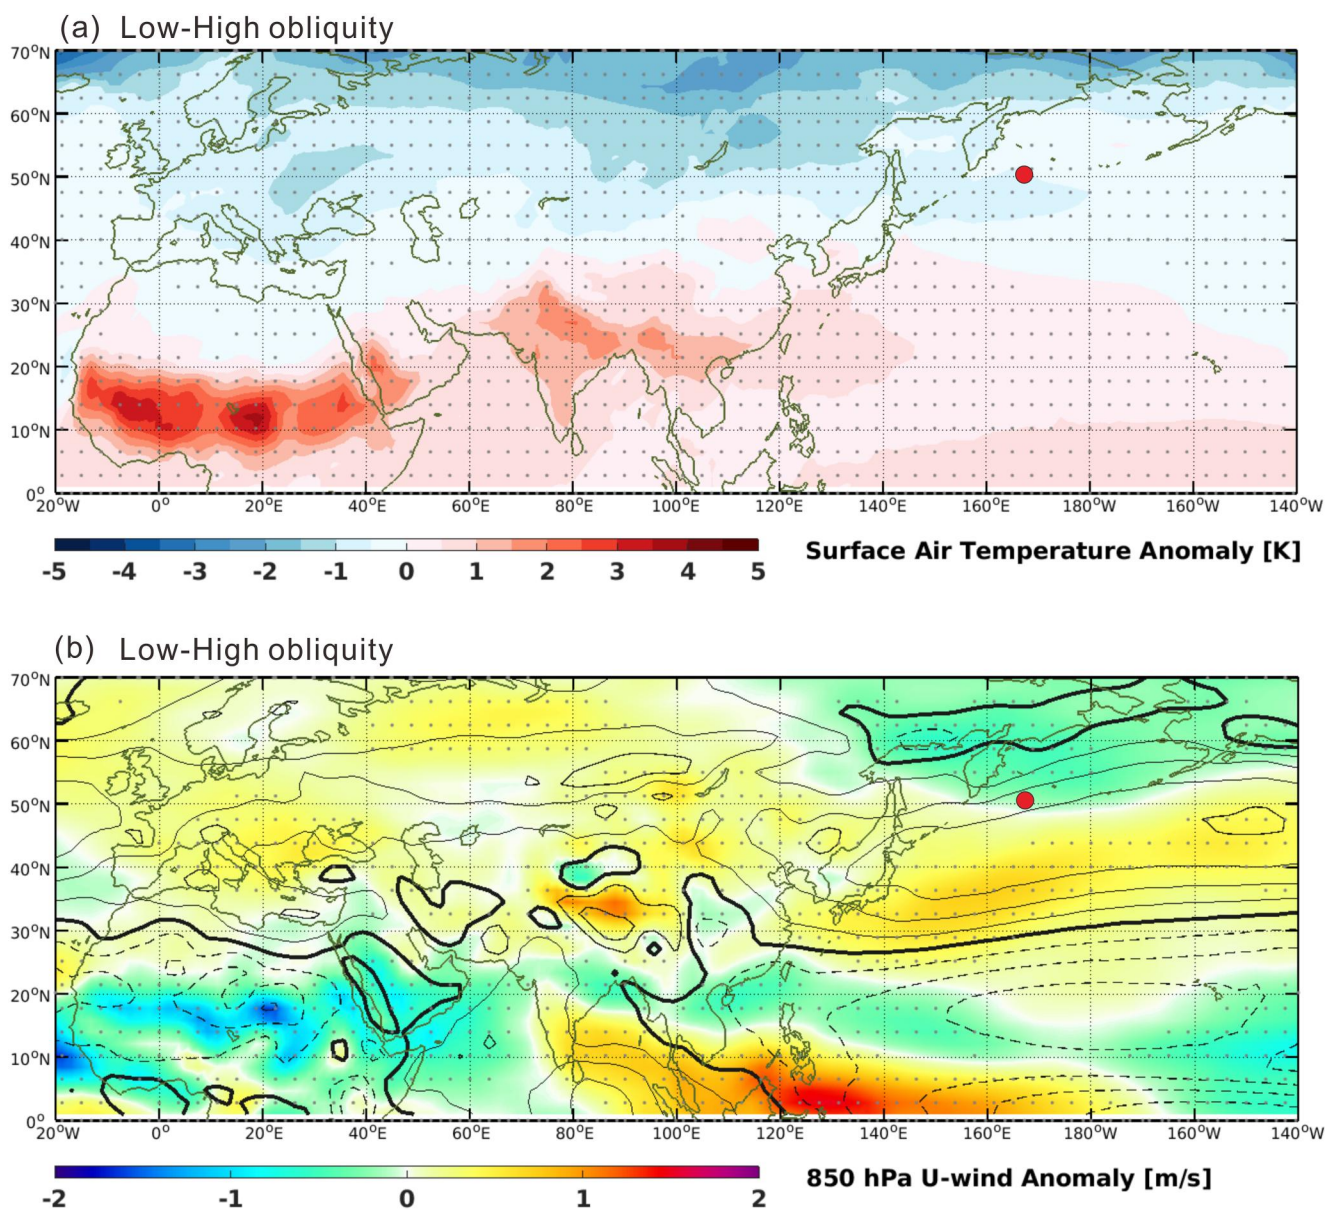 (a) Low-High obliquity
70°N
60°N
50°N
40°N
30°N
20°N
10°N
0°
20°W 0° 20°E 40°E 60°E 80°E 100°E 120°E 140°E 160°E 180°W 160°W 140°W
-5 -4 -3 -2 -1 0 1 2 3 4 5
Surface Air Temperature Anomaly [K]
(b) Low-High obliquity
70°N
60°N
50°N
40°N
30°N
20°N
10°N
0°
20°W 0° 20°E 40°E 60°E 80°E 100°E 120°E 140°E 160°E 180°W 160°W 140°W
-2 -1 0 1 2
850 hPa U-wind Anomaly [m/s]